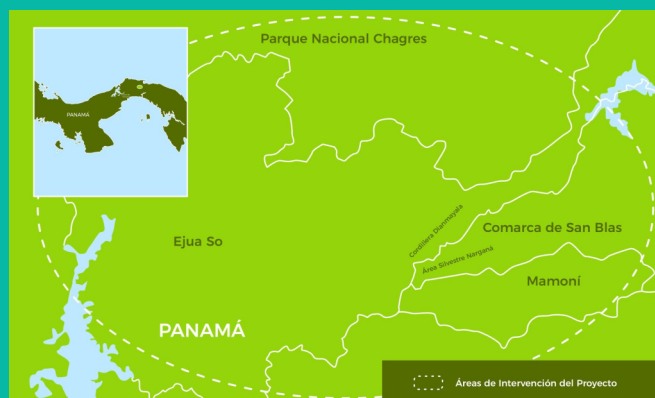 Parque Nacional Chagres
PANAMÁ
Ejua So
Cordillera Dianmayala
Comarca de San Blas
Área Silvestre Narganá
Mamoní
PANAMÁ
Áreas de Intervención del Proyecto